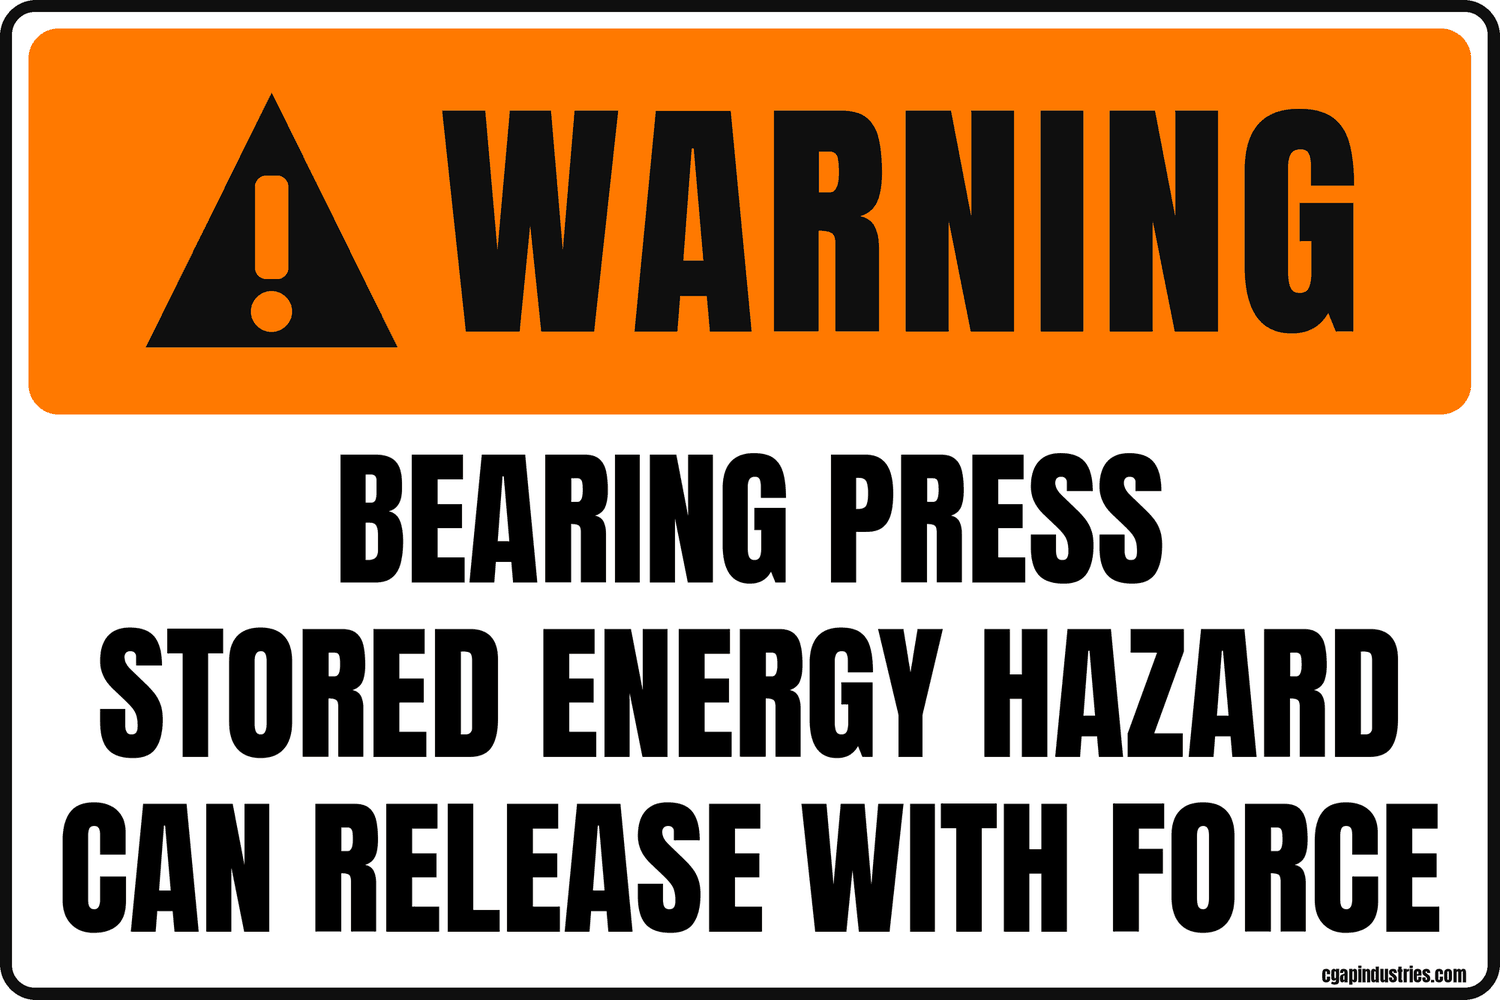 WARNING
BEARING PRESS
STORED ENERGY HAZARD
CAN RELEASE WITH FORCE
cgapindustries.com